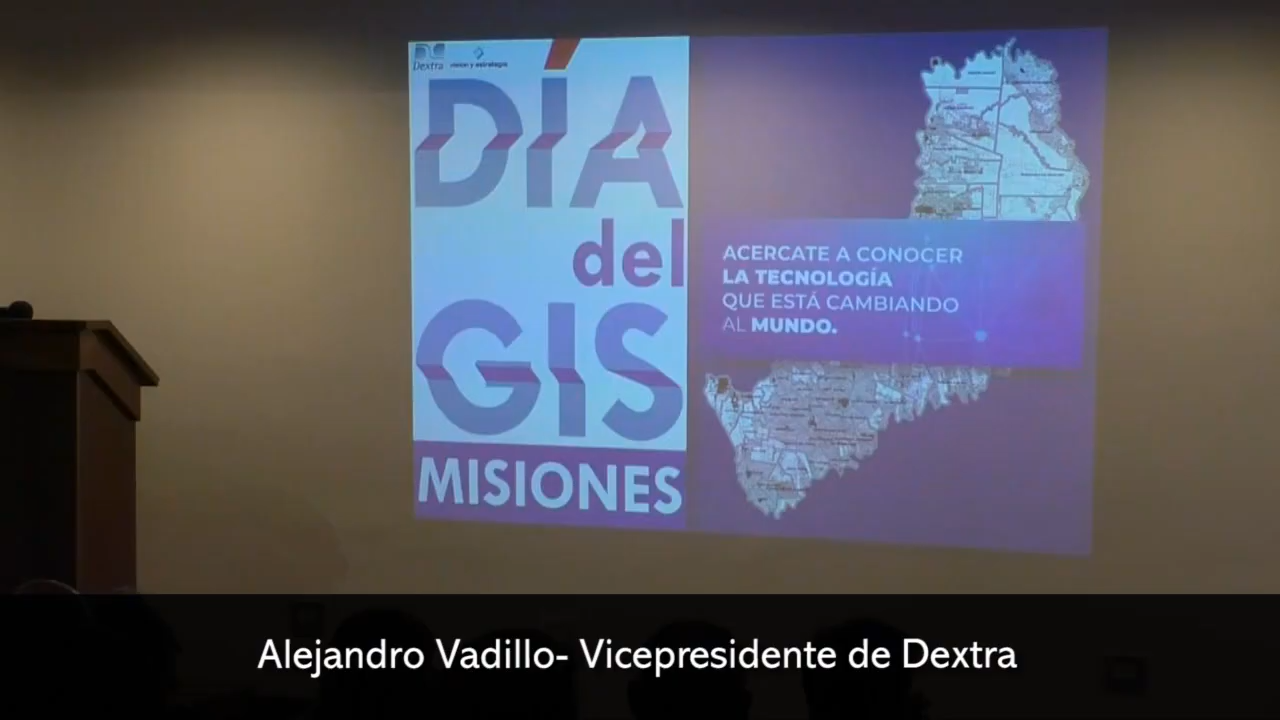 Dextra
visión y estrategia
DÍA
del
GIS
MISIONES
ACERCATE A CONOCER
LA TECNOLOGÍA
QUE ESTÁ CAMBIANDO
AL MUNDO.
Alejandro Vadillo- Vicepresidente de Dextra